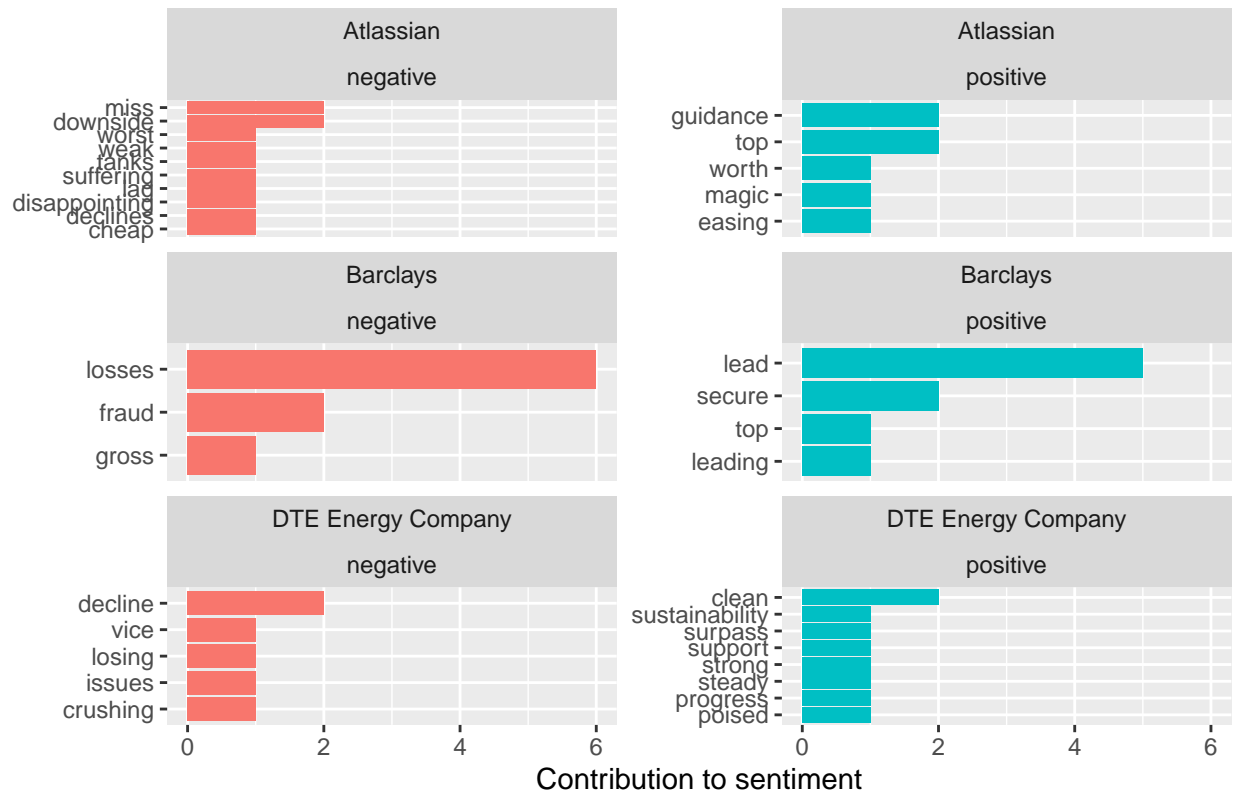 Atlassian
negative
miss
downside
worst
weak
tanks
suffering
lag
disappointing
declines
cheap
Atlassian
positive
guidance
top
worth
magic
easing
Barclays
negative
losses
fraud
gross
Barclays
positive
lead
secure
top
leading
DTE Energy Company
negative
decline
vice
losing
issues
crushing
0 2 4 6
DTE Energy Company
positive
clean
sustainability
surpass
support
strong
steady
progress
poised
0 2 4 6
Contribution to sentiment